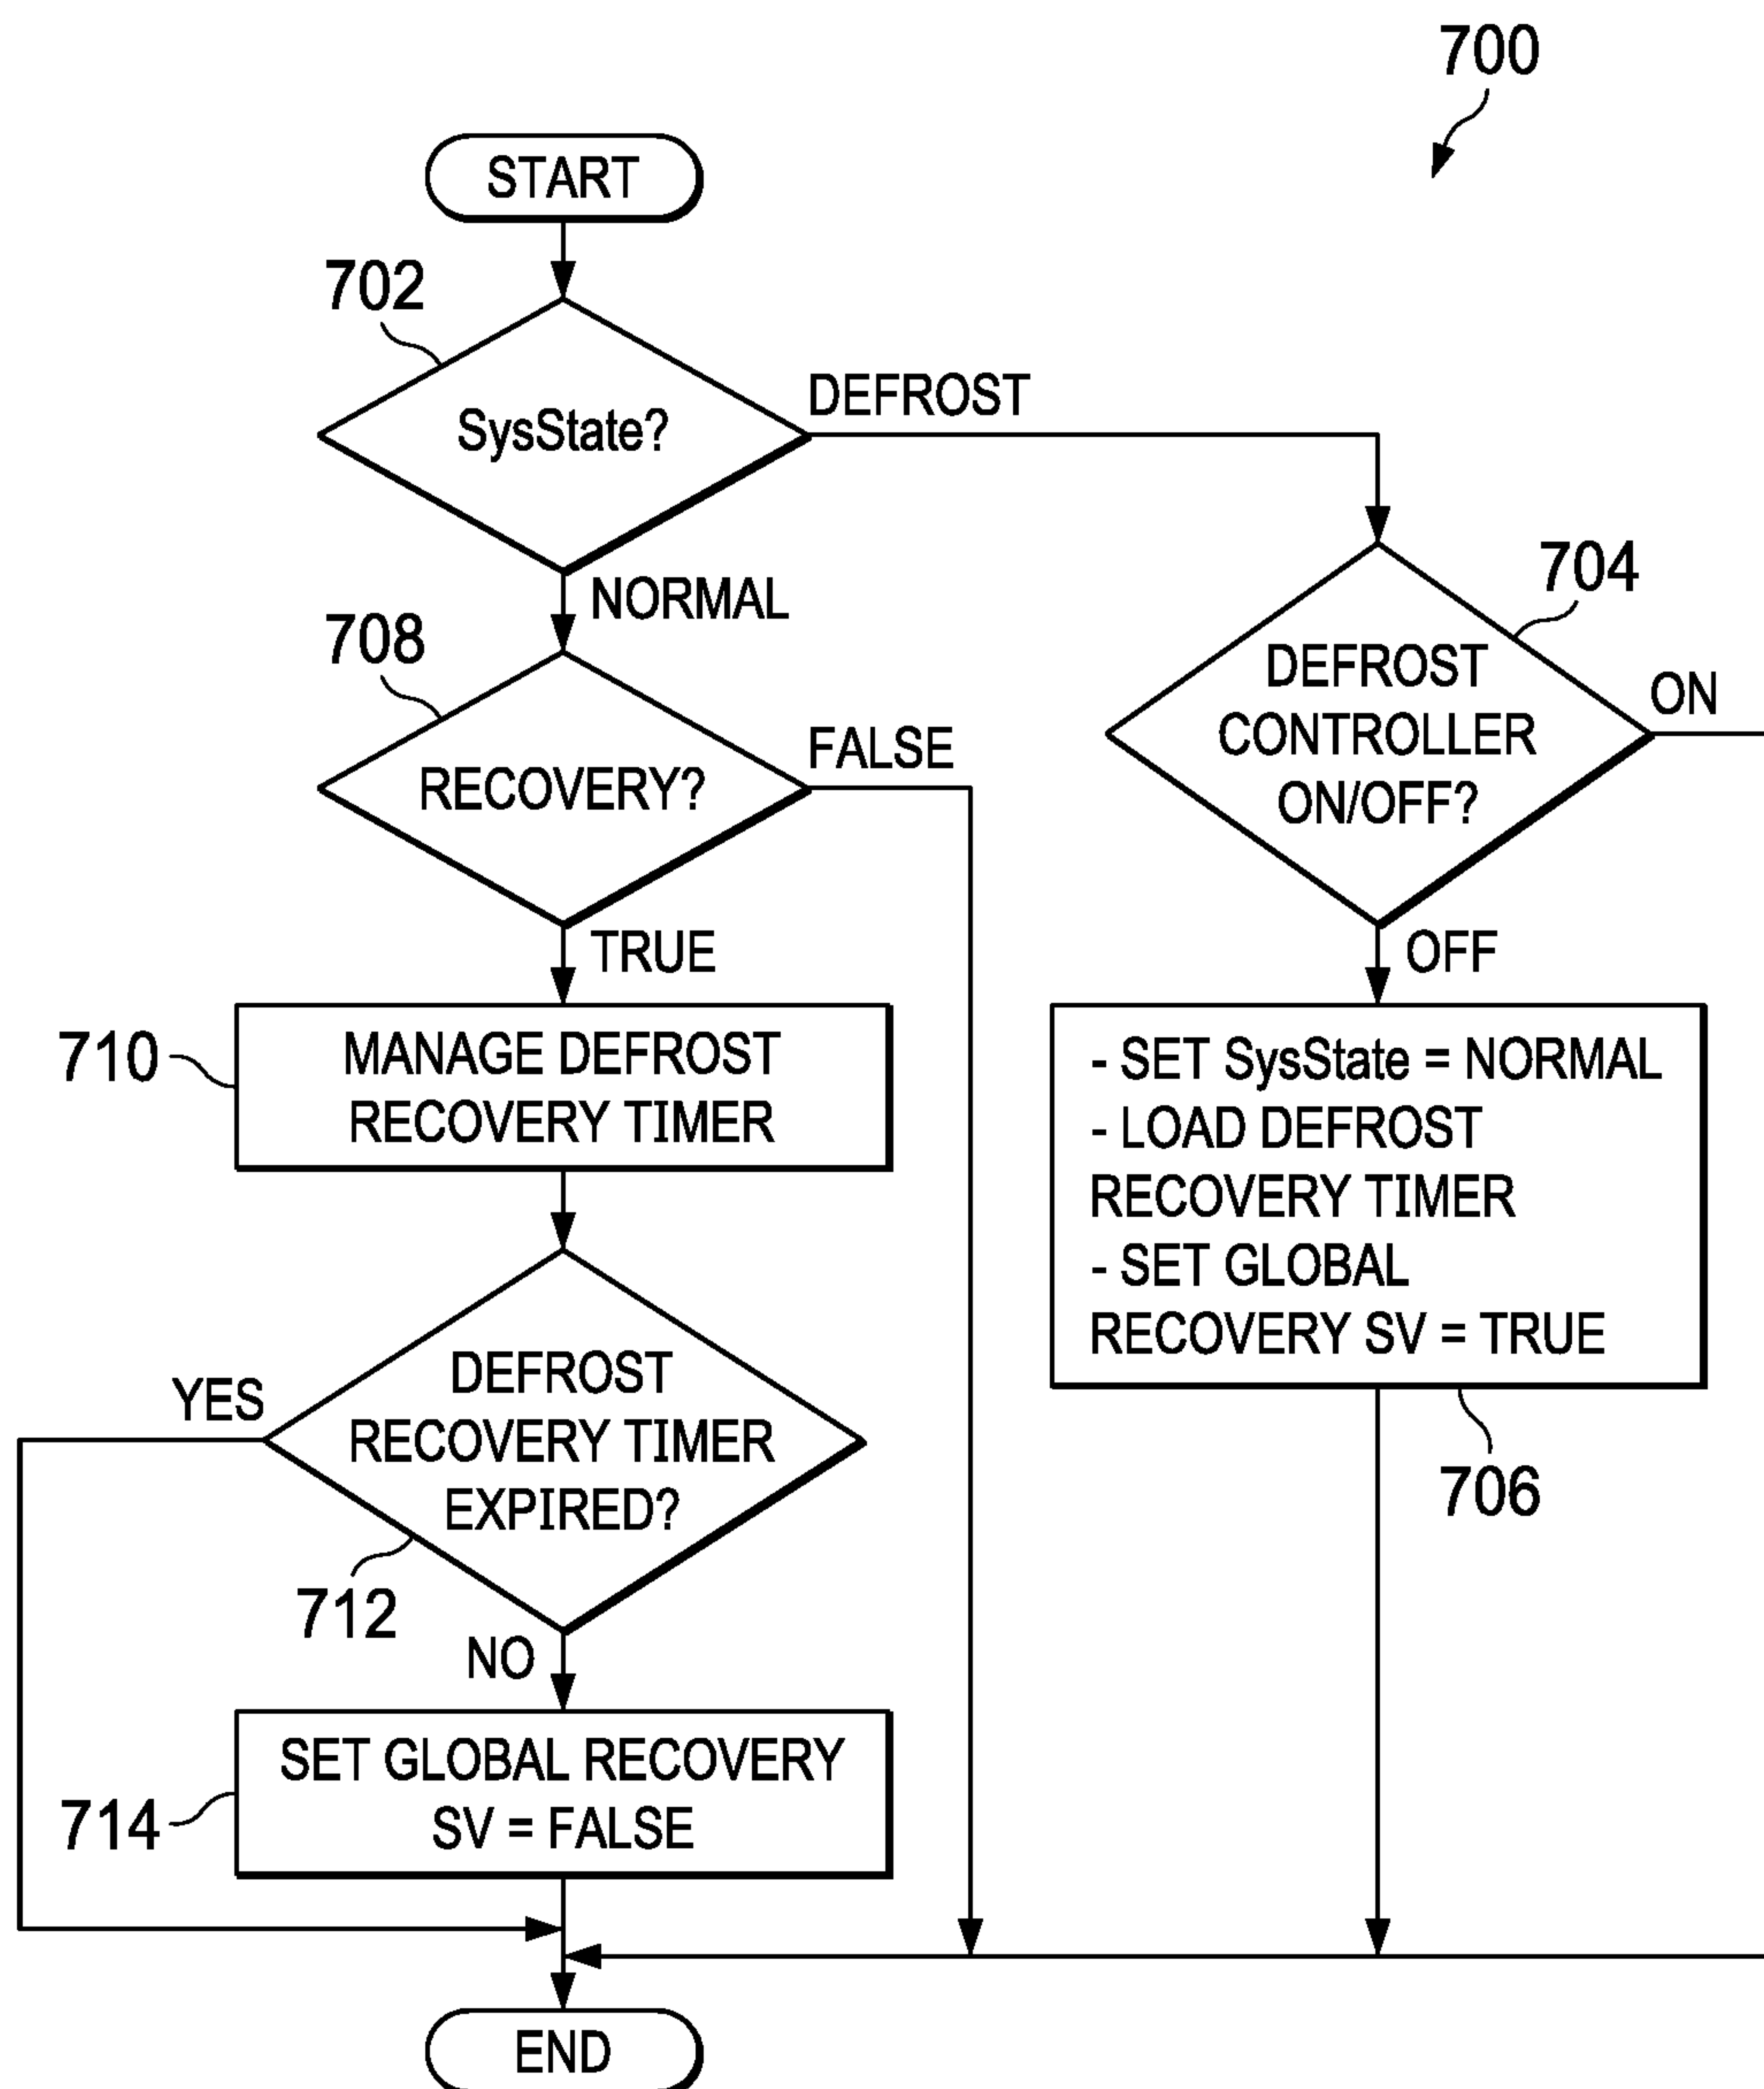 700
START
702
SysState?
DEFROST
NORMAL
704
DEFROST
CONTROLLER
ON/OFF?
ON
OFF
708
RECOVERY?
FALSE
TRUE
710
MANAGE DEFROST
RECOVERY TIMER
- SET SysState = NORMAL
- LOAD DEFROST
RECOVERY TIMER
- SET GLOBAL
RECOVERY SV = TRUE
706
DEFROST
RECOVERY TIMER
EXPIRED?
YES
712
NO
SET GLOBAL RECOVERY
SV = FALSE
714
END